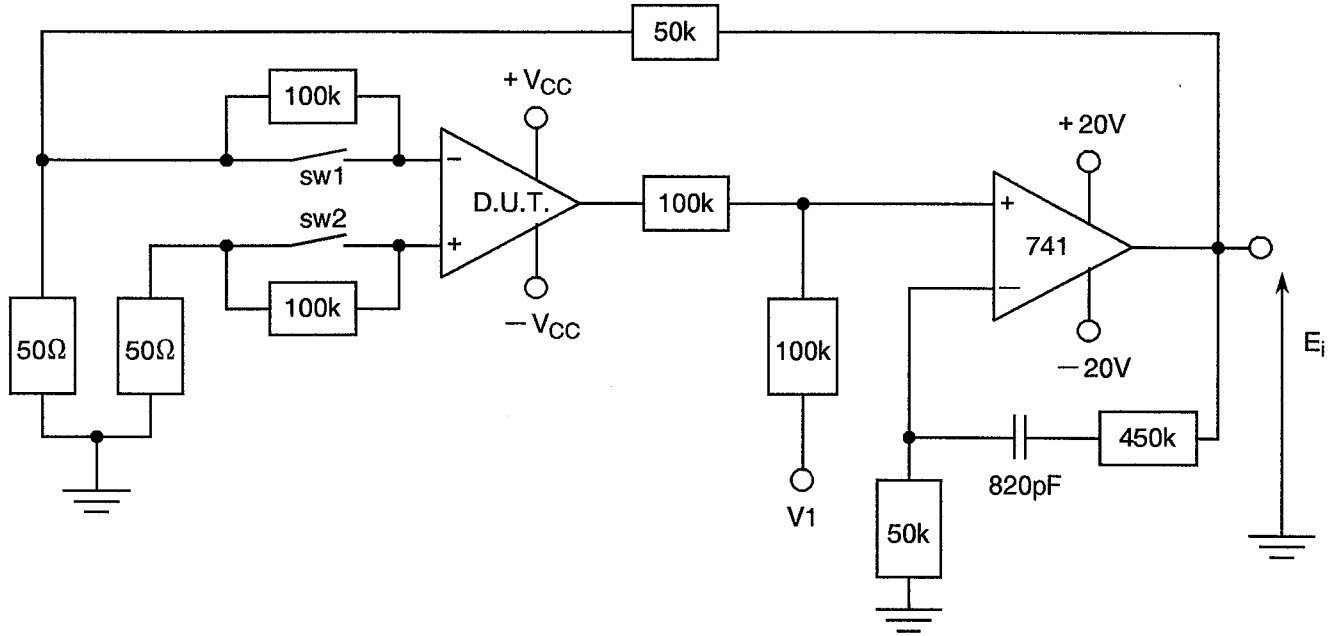 50k
100k
+ VCC
+ 20V
sw1
−
D.U.T.
100k
+
741
sw2
+
—
100k
− VCC
50Ω
50Ω
100k
− 20V
Ei
450k
820pF
V1
50k